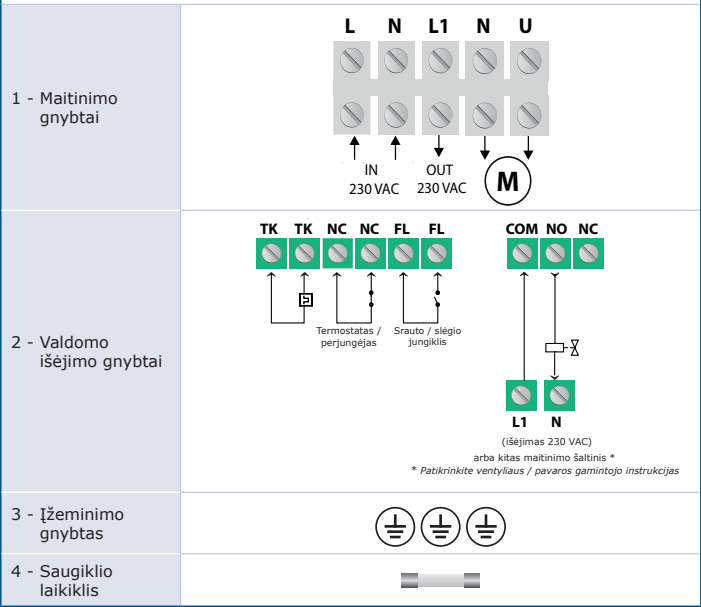 1 - Maitinimo
gnybtai
L N L1 N U
IN
230 VAC
OUT
230 VAC
M
2 - Valdomo
išėjimo gnybtai
TK TK NC NC FL FL
COM NO NC
Termostatas /
perjungėjas
Srauto / slėgio
jungiklis
L1 N
(išėjimas 230 VAC)
arba kitas maitinimo šaltinis *
* Patikrinkite ventyliaus / pavaros gamintojo instrukcijas
3 - Įžeminimo
gnybtas
4 - Saugiklio
laikiklis